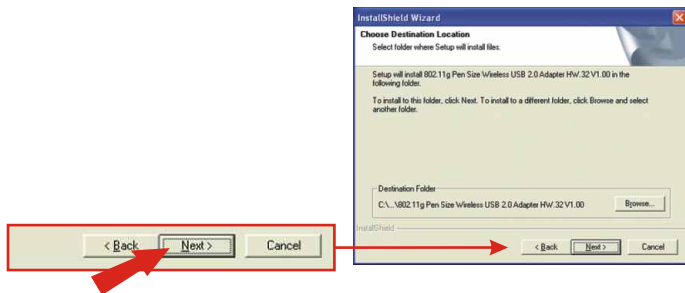 InstallShield Wizard
Choose Destination Location
Select folder where Setup will install files.
Setup will install 802.11g Pen Size Wireless USB 2.0 Adapter HW.32 V1.00 in the
following folder.
To install to this folder, click Next. To install to a different folder, click Browse and select
another folder.
Destination Folder
C:\...\802.11g Pen Size Wireless USB 2.0 Adapter HW.32 V1.00
Browse...
InstallShield
< Back
Next >
Cancel
< Back
Next >
Cancel